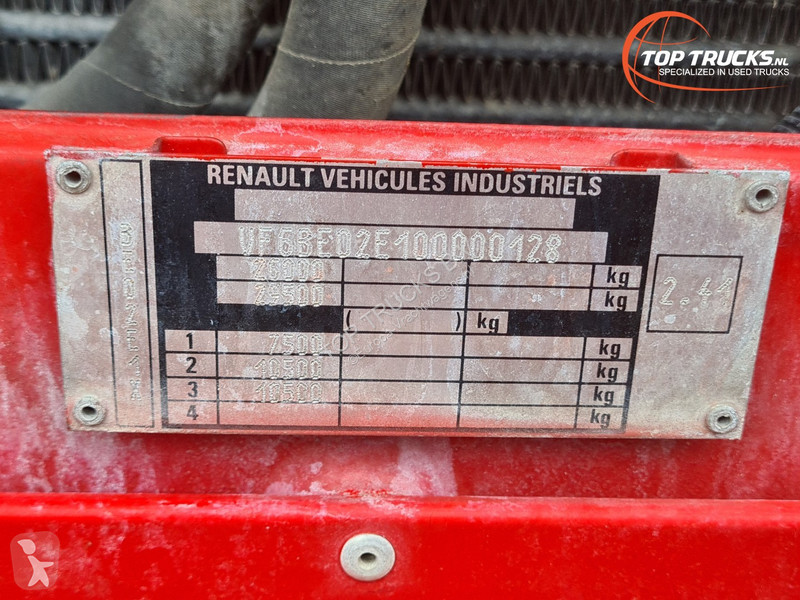 TOP TRUCKS.NL
SPECIALIZED IN USED TRUCKS
RENAULT VEHICULES INDUSTRIELS
VF6BE02E100000128
26000 kg
24500 kg
( ) kg
2.44
1 7500 kg
2 10500 kg
3 10500 kg
4 kg